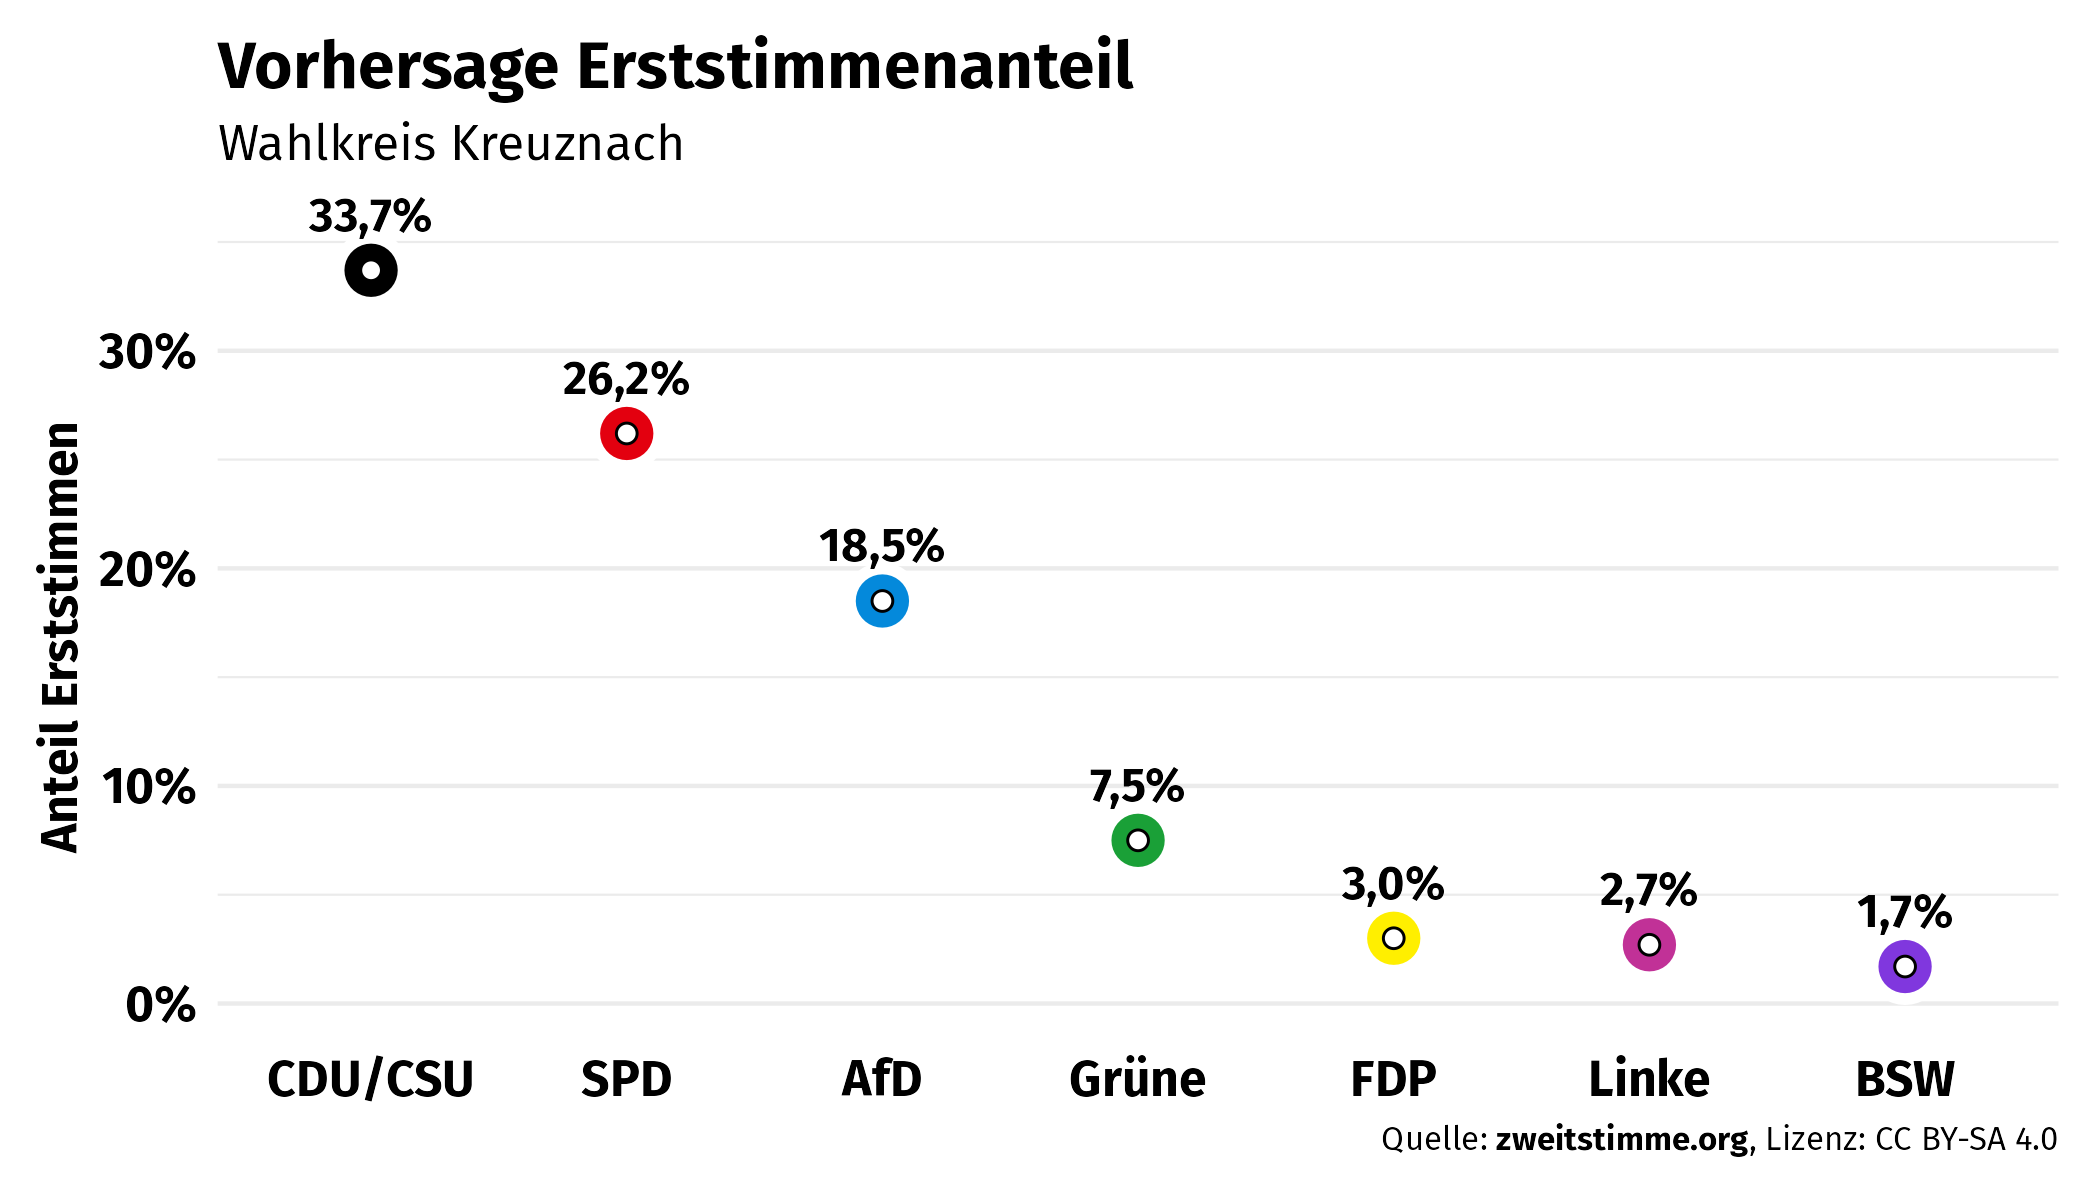 Vorhersage Erststimmenanteil
Wahlkreis Kreuznach
33,7%
30%
26,2%
20%
18,5%
10%
7,5%
3,0%
2,7%
1,7%
0%
Anteil Erststimmen
CDU/CSU SPD AfD Grüne FDP Linke BSW
Quelle: zweitstimme.org, Lizenz: CC BY-SA 4.0